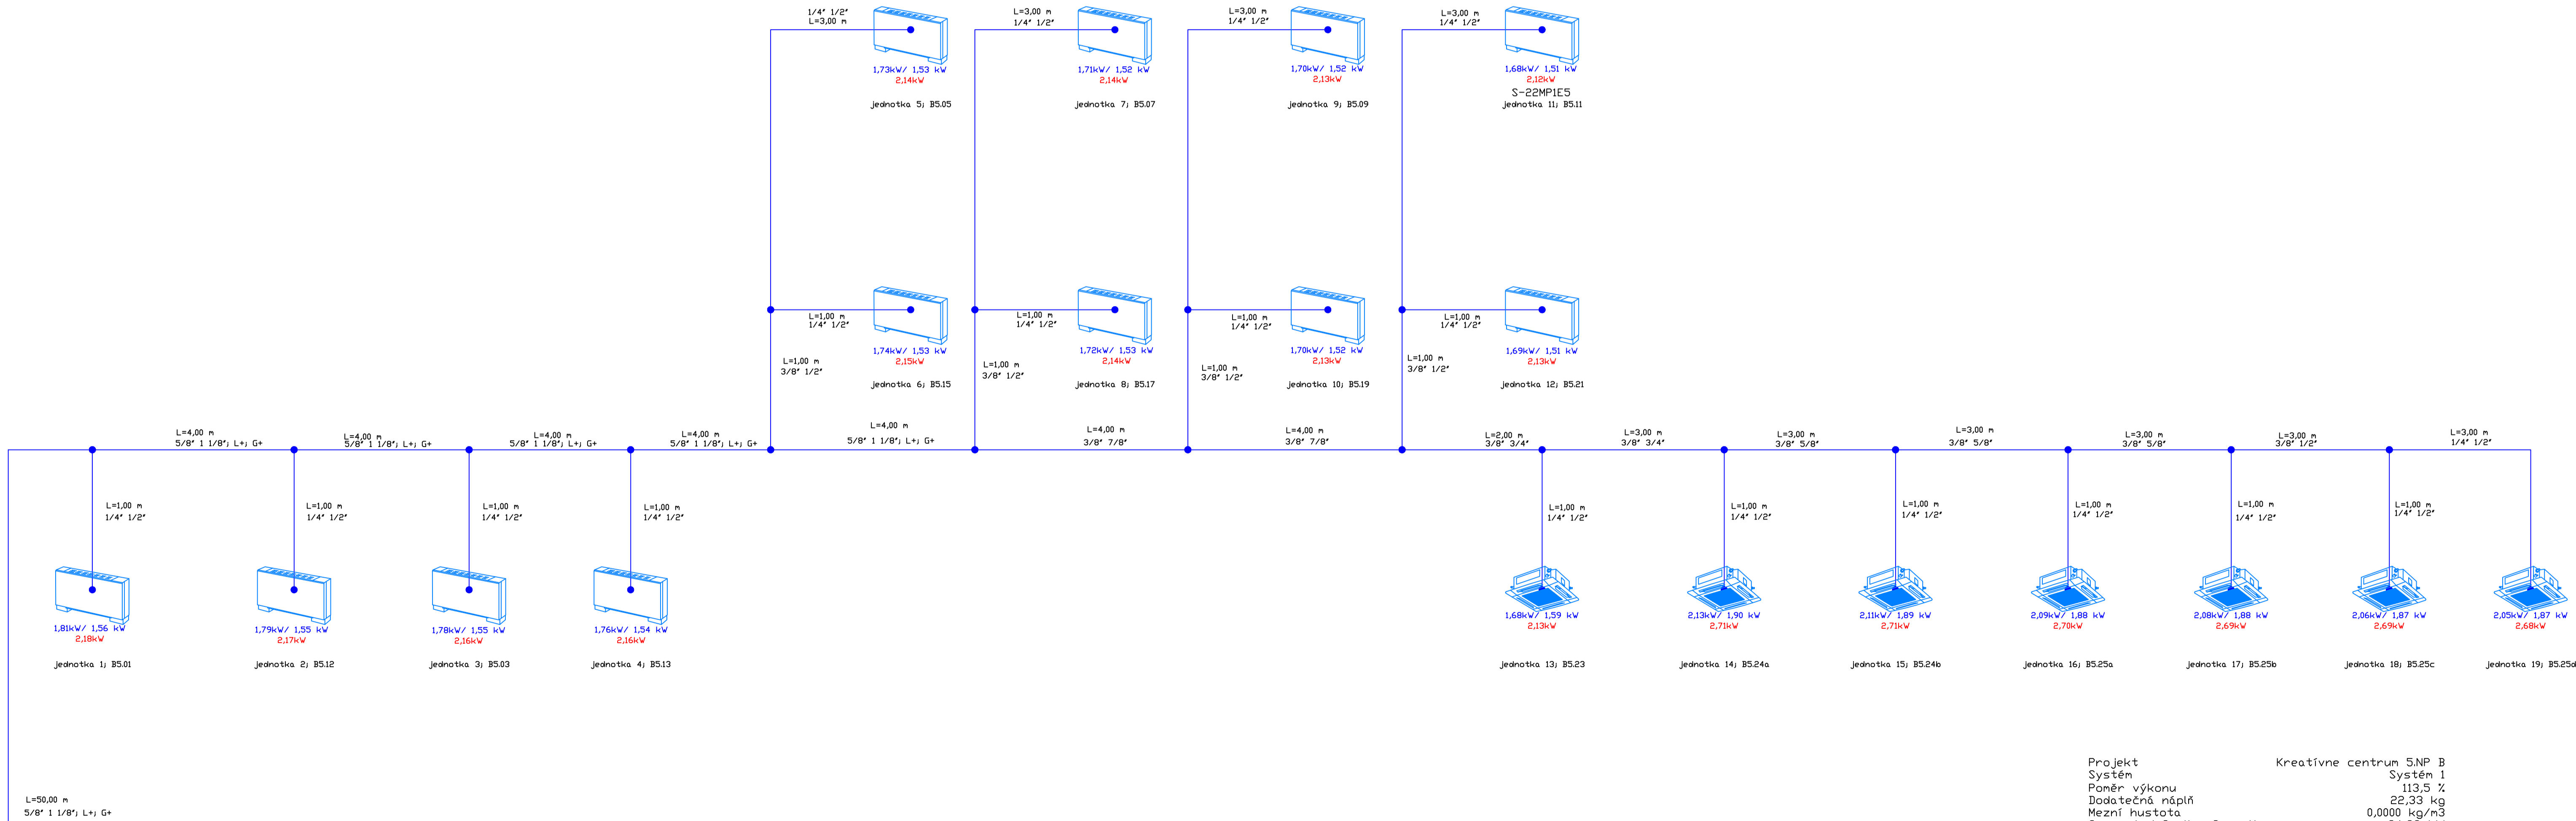 1/4" 1/2"
L=3,00 m
L=3,00 m
1/4" 1/2"
L=3,00 m
1/4" 1/2"
L=3,00 m
1/4" 1/2"
1,73kW/ 1,53 kW
2,14kW
jednotka 5; B5.05
1,71kW/ 1,52 kW
2,14kW
jednotka 7; B5.07
1,70kW/ 1,52 kW
2,13kW
jednotka 9; B5.09
1,68kW/ 1,51 kW
2,12kW
S-22MP1E5
jednotka 11; B5.11
L=1,00 m
1/4" 1/2"
L=1,00 m
1/4" 1/2"
L=1,00 m
1/4" 1/2"
L=1,00 m
1/4" 1/2"
1,74kW/ 1,53 kW
2,15kW
jednotka 6; B5.15
1,72kW/ 1,53 kW
2,14kW
jednotka 8; B5.17
1,70kW/ 1,52 kW
2,13kW
jednotka 10; B5.19
1,69kW/ 1,51 kW
2,13kW
jednotka 12; B5.21
L=1,00 m
3/8" 1/2"
L=1,00 m
3/8" 1/2"
L=1,00 m
3/8" 1/2"
L=1,00 m
3/8" 1/2"
L=4,00 m
5/8" 1 1/8"; L+; G+
L=4,00 m
5/8" 1 1/8"; L+; G+
L=4,00 m
5/8" 1 1/8"; L+; G+
L=4,00 m
5/8" 1 1/8"; L+; G+
L=4,00 m
5/8" 1 1/8"; L+; G+
L=4,00 m
3/8" 7/8"
L=4,00 m
3/8" 7/8"
L=2,00 m
3/8" 3/4"
L=3,00 m
3/8" 3/4"
L=3,00 m
3/8" 5/8"
L=3,00 m
3/8" 5/8"
L=3,00 m
3/8" 5/8"
L=3,00 m
3/8" 1/2"
L=3,00 m
1/4" 1/2"
L=1,00 m
1/4" 1/2"
L=1,00 m
1/4" 1/2"
L=1,00 m
1/4" 1/2"
L=1,00 m
1/4" 1/2"
L=1,00 m
1/4" 1/2"
L=1,00 m
1/4" 1/2"
L=1,00 m
1/4" 1/2"
L=1,00 m
1/4" 1/2"
L=1,00 m
1/4" 1/2"
L=1,00 m
1/4" 1/2"
1,81kW/ 1,56 kW
2,18kW
jednotka 1; B5.01
1,79kW/ 1,55 kW
2,17kW
jednotka 2; B5.12
1,78kW/ 1,55 kW
2,16kW
jednotka 3; B5.03
1,76kW/ 1,54 kW
2,16kW
jednotka 4; B5.13
1,68kW/ 1,59 kW
2,13kW
jednotka 13; B5.23
2,13kW/ 1,90 kW
2,71kW
jednotka 14; B5.24a
2,11kW/ 1,89 kW
2,71kW
jednotka 15; B5.24b
2,09kW/ 1,88 kW
2,70kW
jednotka 16; B5.25a
2,08kW/ 1,88 kW
2,69kW
jednotka 17; B5.25b
2,06kW/ 1,87 kW
2,69kW
jednotka 18; B5.25c
2,05kW/ 1,87 kW
2,68kW
jednotka 19; B5.25d
L=50,00 m
5/8" 1 1/8"; L+; G+
Projekt Kreatívne centrum 5.NP B
Systém Systém 1
Poměr výkonu 113,5 %
Dodatečná náplň 22,33 kg
Mezní hustota 0,0000 kg/m3